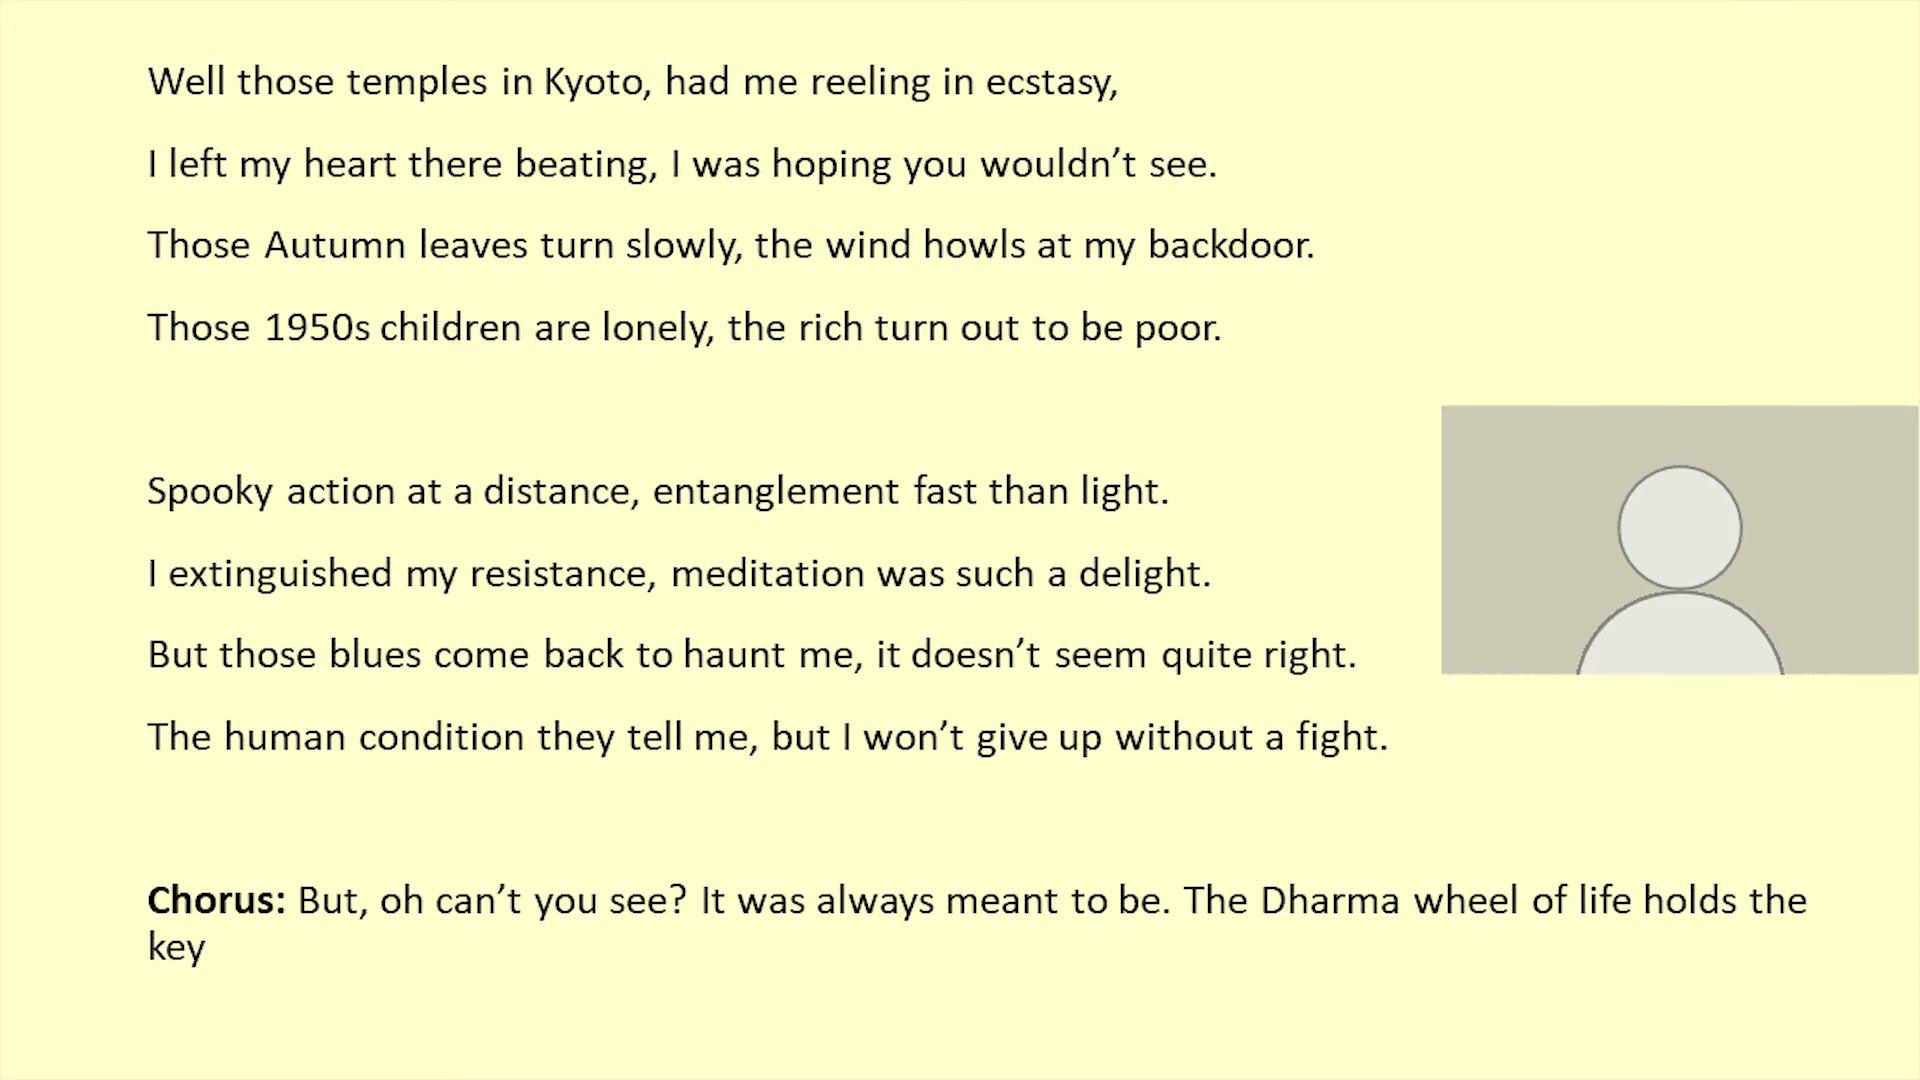 Well those temples in Kyoto, had me reeling in ecstasy,
I left my heart there beating, I was hoping you wouldn’t see.
Those Autumn leaves turn slowly, the wind howls at my backdoor.
Those 1950s children are lonely, the rich turn out to be poor.
Spooky action at a distance, entanglement fast than light.
I extinguished my resistance, meditation was such a delight.
But those blues come back to haunt me, it doesn’t seem quite right.
The human condition they tell me, but I won’t give up without a fight.
Chorus: But, oh can’t you see? It was always meant to be. The Dharma wheel of life holds the
key